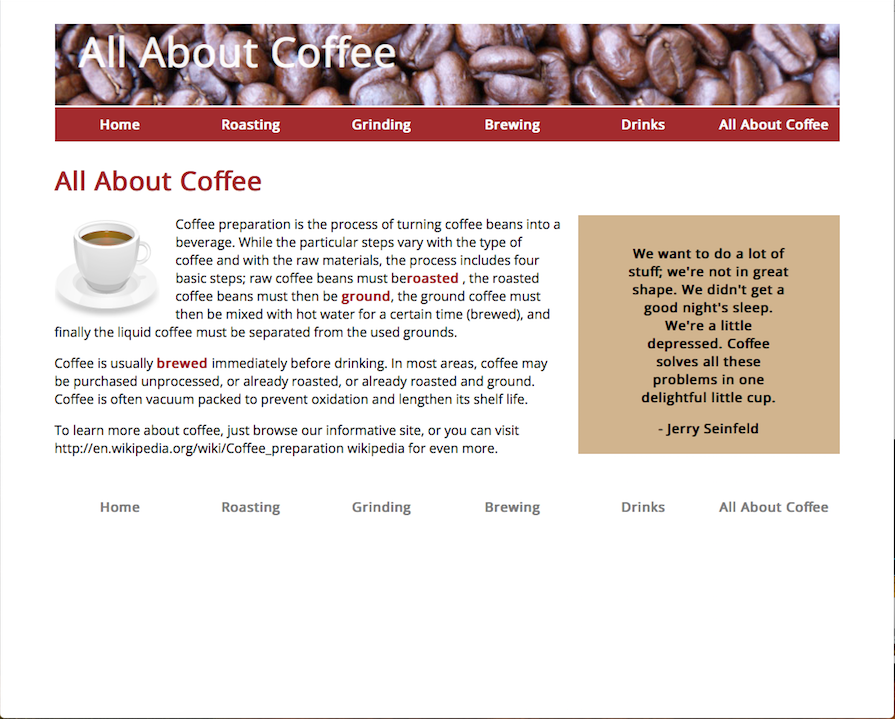 All About Coffee
Home Roasting Grinding Brewing Drinks All About Coffee
All About Coffee
Coffee preparation is the process of turning coffee beans into a
beverage. While the particular steps vary with the type of
coffee and with the raw materials, the process includes four
basic steps; raw coffee beans must beroasted , the roasted
coffee beans must then be ground, the ground coffee must
then be mixed with hot water for a certain time (brewed), and
finally the liquid coffee must be separated from the used grounds.
Coffee is usually brewed immediately before drinking. In most areas, coffee may
be purchased unprocessed, or already roasted, or already roasted and ground.
Coffee is often vacuum packed to prevent oxidation and lengthen its shelf life.
To learn more about coffee, just browse our informative site, or you can visit
http://en.wikipedia.org/wiki/Coffee_preparation wikipedia for even more.
We want to do a lot of
stuff; we're not in great
shape. We didn't get a
good night's sleep.
We're a little
depressed. Coffee
solves all these
problems in one
delightful little cup.
- Jerry Seinfeld
Home Roasting Grinding Brewing Drinks All About Coffee